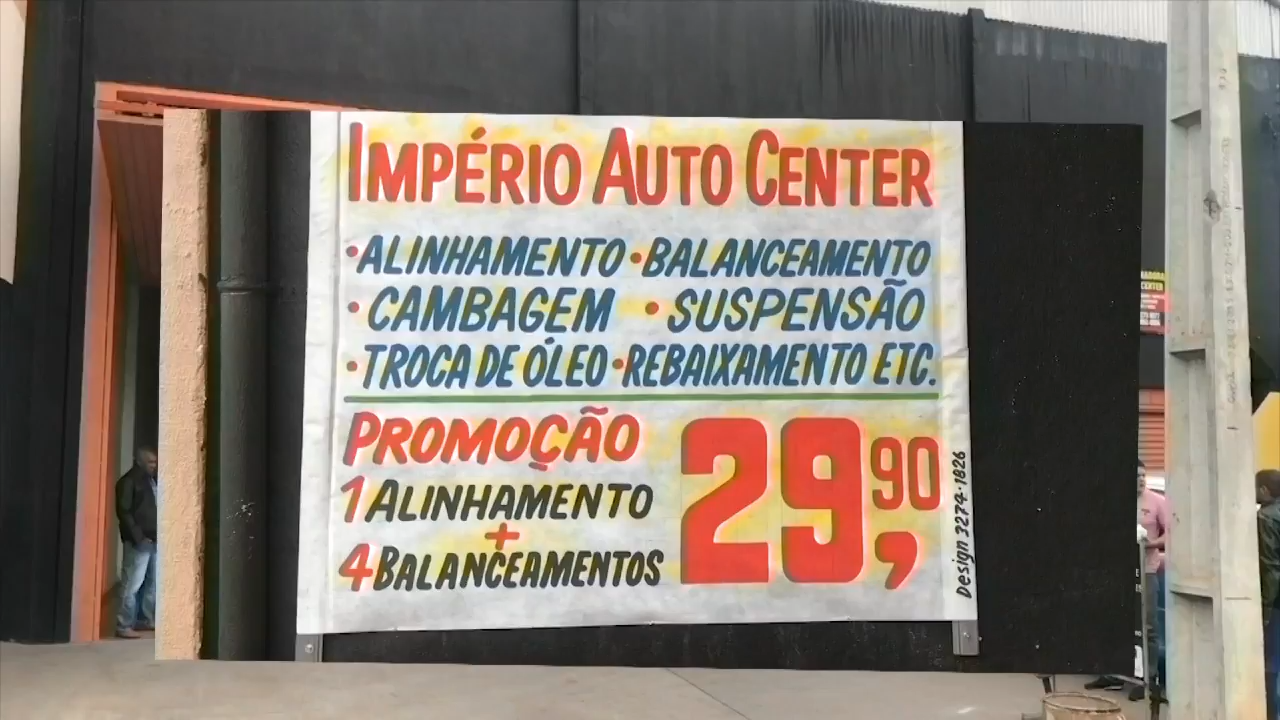 IMPÉRIO AUTO CENTER
• ALINHAMENTO • BALANCEAMENTO
• CAMBAGEM • SUSPENSÃO
• TROCA DE ÓLEO • REBAIXAMENTO ETC.
PROMOÇÃO
1 ALINHAMENTO
+
4 BALANCEAMENTOS
29,90
Design 3274-1826